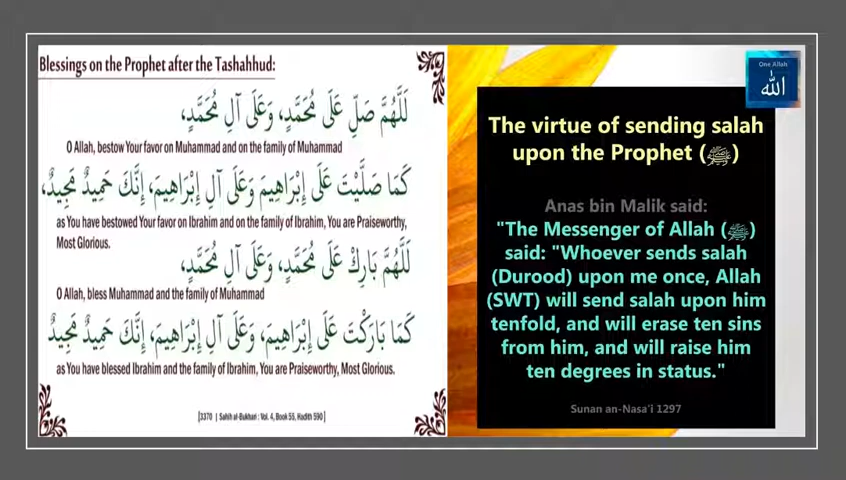 Blessings on the Prophet after the Tashahhud:
لَلَّهُمَّ صَلِّ عَلَى مُحَمَّدٍ، وَعَلَى آلِ مُحَمَّدٍ،
O Allah, bestow Your favor on Muhammad and on the family of Muhammad
كَمَا صَلَّيْتَ عَلَى إِبْرَاهِيمَ وَعَلَى آلِ إِبْرَاهِيمَ، إِنَّكَ حَمِيدٌ مَجِيدٌ،
as You have bestowed Your favor on Ibrahim and on the family of Ibrahim, You are Praiseworthy,
Most Glorious.
لَلَّهُمَّ بَارِكْ عَلَى مُحَمَّدٍ، وَعَلَى آلِ مُحَمَّدٍ،
O Allah, bless Muhammad and the family of Muhammad
كَمَا بَارَكْتَ عَلَى إِبْرَاهِيمَ، وَعَلَى آلِ إِبْرَاهِيمَ، إِنَّكَ حَمِيدٌ مَجِيدٌ
as You have blessed Ibrahim and the family of Ibrahim, You are Praiseworthy, Most Glorious.
[3370 | Sahih al-Bukhari : Vol. 4, Book 55, Hadith 590]
One Allah
الله
The virtue of sending salah
upon the Prophet (ﷺ)
Anas bin Malik said:
"The Messenger of Allah (ﷺ)
said: "Whoever sends salah
(Durood) upon me once, Allah
(SWT) will send salah upon him
tenfold, and will erase ten sins
from him, and will raise him
ten degrees in status."
Sunan an-Nasa'i 1297